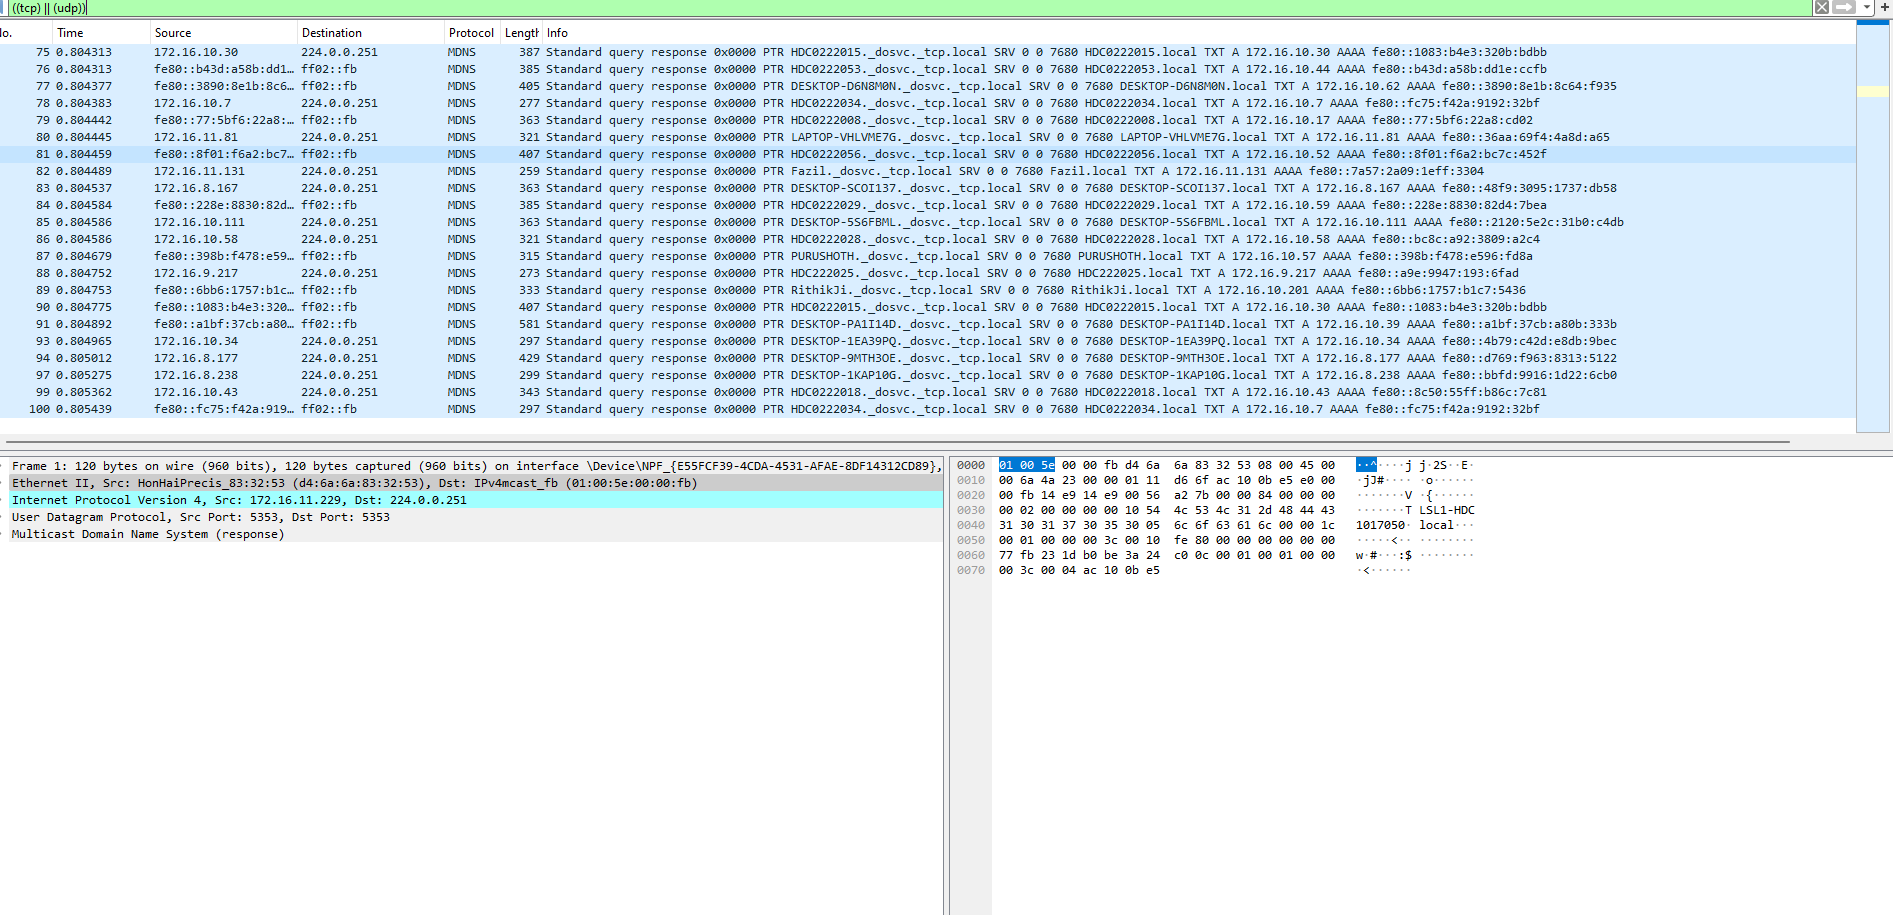 ((tcp) || (udp))
No. Time Source Destination Protocol Length Info
75 0.804313 172.16.10.30 224.0.0.251 MDNS 387 Standard query response 0x0000 PTR HDC0222015._dosvc._tcp.local SRV 0 0 7680 HDC0222015.local TXT A 172.16.10.30 AAAA fe80::1083:b4e3:320b:bdbb
76 0.804313 fe80::b43d:a58b:dd1… ff02::fb MDNS 385 Standard query response 0x0000 PTR HDC0222053._dosvc._tcp.local SRV 0 0 7680 HDC0222053.local TXT A 172.16.10.44 AAAA fe80::b43d:a58b:dd1e:ccfb
77 0.804377 fe80::3890:8e1b:8c6… ff02::fb MDNS 405 Standard query response 0x0000 PTR DESKTOP-D6N8M0N._dosvc._tcp.local SRV 0 0 7680 DESKTOP-D6N8M0N.local TXT A 172.16.10.62 AAAA fe80::3890:8e1b:8c64:f935
78 0.804383 172.16.10.7 224.0.0.251 MDNS 277 Standard query response 0x0000 PTR HDC0222034._dosvc._tcp.local SRV 0 0 7680 HDC0222034.local TXT A 172.16.10.7 AAAA fe80::fc75:f42a:9192:32bf
79 0.804442 fe80::77:5bf6:22a8:… ff02::fb MDNS 363 Standard query response 0x0000 PTR HDC0222008._dosvc._tcp.local SRV 0 0 7680 HDC0222008.local TXT A 172.16.10.17 AAAA fe80::77:5bf6:22a8:cd02
80 0.804445 172.16.11.81 224.0.0.251 MDNS 321 Standard query response 0x0000 PTR LAPTOP-VHLVME7G._dosvc._tcp.local SRV 0 0 7680 LAPTOP-VHLVME7G.local TXT A 172.16.11.81 AAAA fe80::36aa:69f4:4a8d:a65
81 0.804459 fe80::8f01:f6a2:bc7… ff02::fb MDNS 407 Standard query response 0x0000 PTR HDC0222056._dosvc._tcp.local SRV 0 0 7680 HDC0222056.local TXT A 172.16.10.52 AAAA fe80::8f01:f6a2:bc7c:452f
82 0.804489 172.16.11.131 224.0.0.251 MDNS 259 Standard query response 0x0000 PTR Fazil._dosvc._tcp.local SRV 0 0 7680 Fazil.local TXT A 172.16.11.131 AAAA fe80::7a57:2a09:1eff:3304
83 0.804537 172.16.8.167 224.0.0.251 MDNS 363 Standard query response 0x0000 PTR DESKTOP-SCOI137._dosvc._tcp.local SRV 0 0 7680 DESKTOP-SCOI137.local TXT A 172.16.8.167 AAAA fe80::48f9:3095:1737:db58
84 0.804584 fe80::228e:8830:82d… ff02::fb MDNS 385 Standard query response 0x0000 PTR HDC0222029._dosvc._tcp.local SRV 0 0 7680 HDC0222029.local TXT A 172.16.10.59 AAAA fe80::228e:8830:82d4:7bea
85 0.804586 172.16.10.111 224.0.0.251 MDNS 363 Standard query response 0x0000 PTR DESKTOP-5S6FBML._dosvc._tcp.local SRV 0 0 7680 DESKTOP-5S6FBML.local TXT A 172.16.10.111 AAAA fe80::2120:5e2c:31b0:c4db
86 0.804586 172.16.10.58 224.0.0.251 MDNS 321 Standard query response 0x0000 PTR HDC0222028._dosvc._tcp.local SRV 0 0 7680 HDC0222028.local TXT A 172.16.10.58 AAAA fe80::bc8c:a92:3809:a2c4
87 0.804679 fe80::398b:f478:e59… ff02::fb MDNS 315 Standard query response 0x0000 PTR PURUSHOTH._dosvc._tcp.local SRV 0 0 7680 PURUSHOTH.local TXT A 172.16.10.57 AAAA fe80::398b:f478:e596:fd8a
88 0.804752 172.16.9.217 224.0.0.251 MDNS 273 Standard query response 0x0000 PTR HDC222025._dosvc._tcp.local SRV 0 0 7680 HDC222025.local TXT A 172.16.9.217 AAAA fe80::a9e:9947:193:6fad
89 0.804753 fe80::6bb6:1757:b1c… ff02::fb MDNS 333 Standard query response 0x0000 PTR RithikJi._dosvc._tcp.local SRV 0 0 7680 RithikJi.local TXT A 172.16.10.201 AAAA fe80::6bb6:1757:b1c7:5436
90 0.804775 fe80::1083:b4e3:320… ff02::fb MDNS 407 Standard query response 0x0000 PTR HDC0222015._dosvc._tcp.local SRV 0 0 7680 HDC0222015.local TXT A 172.16.10.30 AAAA fe80::1083:b4e3:320b:bdbb
91 0.804892 fe80::a1bf:37cb:a80… ff02::fb MDNS 581 Standard query response 0x0000 PTR DESKTOP-PA1I14D._dosvc._tcp.local SRV 0 0 7680 DESKTOP-PA1I14D.local TXT A 172.16.10.39 AAAA fe80::a1bf:37cb:a80b:333b
93 0.804965 172.16.10.34 224.0.0.251 MDNS 297 Standard query response 0x0000 PTR DESKTOP-1EA39PQ._dosvc._tcp.local SRV 0 0 7680 DESKTOP-1EA39PQ.local TXT A 172.16.10.34 AAAA fe80::4b79:c42d:e8db:9bec
94 0.805012 172.16.8.177 224.0.0.251 MDNS 429 Standard query response 0x0000 PTR DESKTOP-9MTH3OE._dosvc._tcp.local SRV 0 0 7680 DESKTOP-9MTH3OE.local TXT A 172.16.8.177 AAAA fe80::d769:f963:8313:5122
97 0.805275 172.16.8.238 224.0.0.251 MDNS 299 Standard query response 0x0000 PTR DESKTOP-1KAP10G._dosvc._tcp.local SRV 0 0 7680 DESKTOP-1KAP10G.local TXT A 172.16.8.238 AAAA fe80::bbfd:9916:1d22:6cb0
99 0.805362 172.16.10.43 224.0.0.251 MDNS 343 Standard query response 0x0000 PTR HDC0222018._dosvc._tcp.local SRV 0 0 7680 HDC0222018.local TXT A 172.16.10.43 AAAA fe80::8c50:55ff:b86c:7c81
100 0.805439 fe80::fc75:f42a:919… ff02::fb MDNS 297 Standard query response 0x0000 PTR HDC0222034._dosvc._tcp.local SRV 0 0 7680 HDC0222034.local TXT A 172.16.10.7 AAAA fe80::fc75:f42a:9192:32bf
Frame 1: 120 bytes on wire (960 bits), 120 bytes captured (960 bits) on interface \Device\NPF_{E55FCF39-4CDA-4531-AFAE-8DF14312CD89},
Ethernet II, Src: HonHaiPrecis_83:32:53 (d4:6a:6a:83:32:53), Dst: IPv4mcast_fb (01:00:5e:00:00:fb)
Internet Protocol Version 4, Src: 172.16.11.229, Dst: 224.0.0.251
User Datagram Protocol, Src Port: 5353, Dst Port: 5353
Multicast Domain Name System (response)
0000 01 00 5e 00 00 fb d4 6a 6a 83 32 53 08 00 45 00 ··^····j j·2S··E·
0010 00 6a 4a 23 00 00 01 11 d6 6f ac 10 0b e5 e0 00 ·jJ#···· ·o······
0020 00 fb 14 e9 14 e9 00 56 a2 7b 00 00 84 00 00 00 ·······V ·{······
0030 00 02 00 00 00 00 10 54 4c 53 4c 31 2d 48 44 43 ·······T LSL1-HDC
0040 31 30 31 37 30 35 30 05 6c 6f 63 61 6c 00 00 1c 1017050· local···
0050 00 01 00 00 00 3c 00 10 fe 80 00 00 00 00 00 00 ·····<·· ········
0060 77 fb 23 1d b0 be 3a 24 c0 0c 00 01 00 01 00 00 w·#···:$ ········
0070 00 3c 00 04 ac 10 0b e5 ·<······